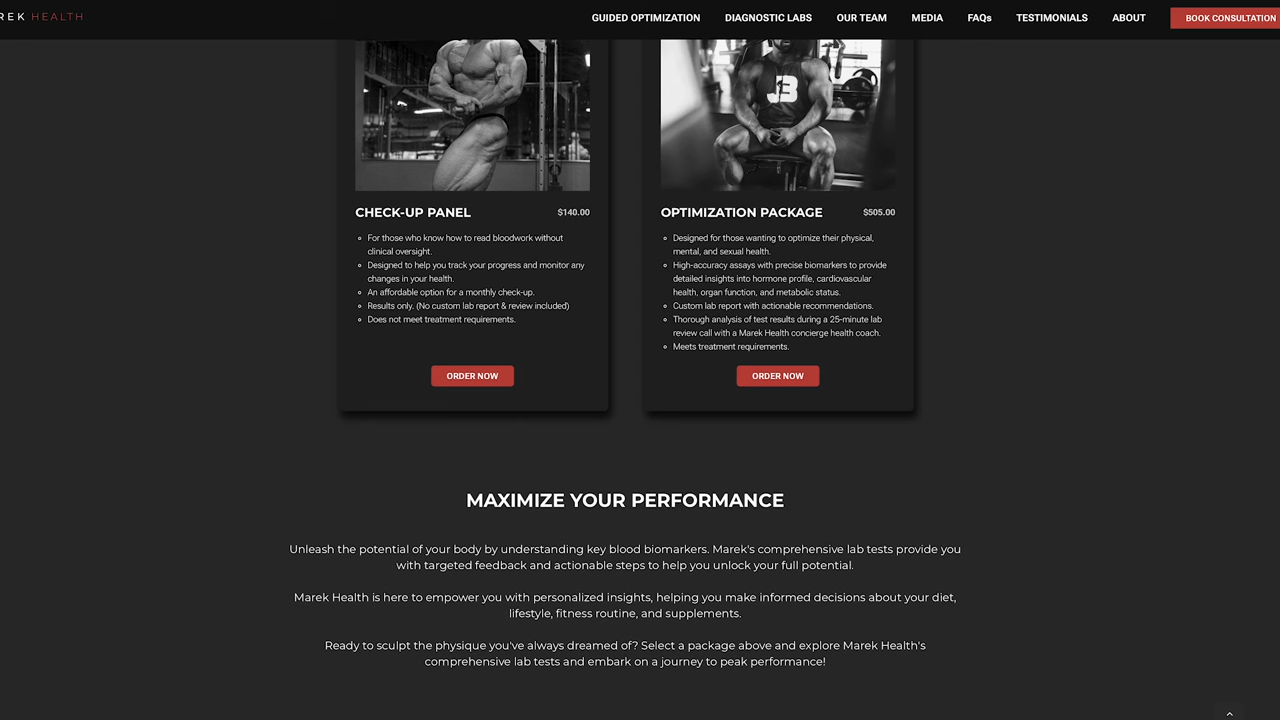 REK HEALTH
GUIDED OPTIMIZATION
DIAGNOSTIC LABS
OUR TEAM
MEDIA
FAQs
TESTIMONIALS
ABOUT
BOOK CONSULTATION
JB
CHECK-UP PANEL
$140.00
For those who know how to read bloodwork without
clinical oversight.
Designed to help you track your progress and monitor any
changes in your health.
An affordable option for a monthly check-up.
Results only, (No custom lab report & review included)
Does not meet treatment requirements.
ORDER NOW
OPTIMIZATION PACKAGE
$505.00
Designed for those wanting to optimize their physical,
mental, and sexual health.
High-accuracy assays with precise biomarkers to provide
detailed insights into hormone profile, cardiovascular
health, organ function, and metabolic status.
Custom lab report with actionable recommendations.
Thorough analysis of test results during a 25-minute lab
review call with a Marek Health concierge health coach.
Meets treatment requirements.
ORDER NOW
MAXIMIZE YOUR PERFORMANCE
Unleash the potential of your body by understanding key blood biomarkers. Marek's comprehensive lab tests provide you
with targeted feedback and actionable steps to help you unlock your full potential.
Marek Health is here to empower you with personalized insights, helping you make informed decisions about your diet,
lifestyle, fitness routine, and supplements.
Ready to sculpt the physique you've always dreamed of? Select a package above and explore Marek Health's
comprehensive lab tests and embark on a journey to peak performance!